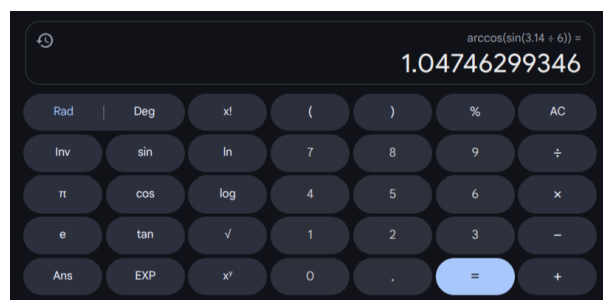 arccos(sin(3.14 ÷ 6)) =
1.04746299346
Rad | Deg x! ( ) % AC
Inv sin ln 7 8 9 ÷
π cos log 4 5 6 ×
e tan √ 1 2 3 −
Ans EXP xʸ 0 . = +